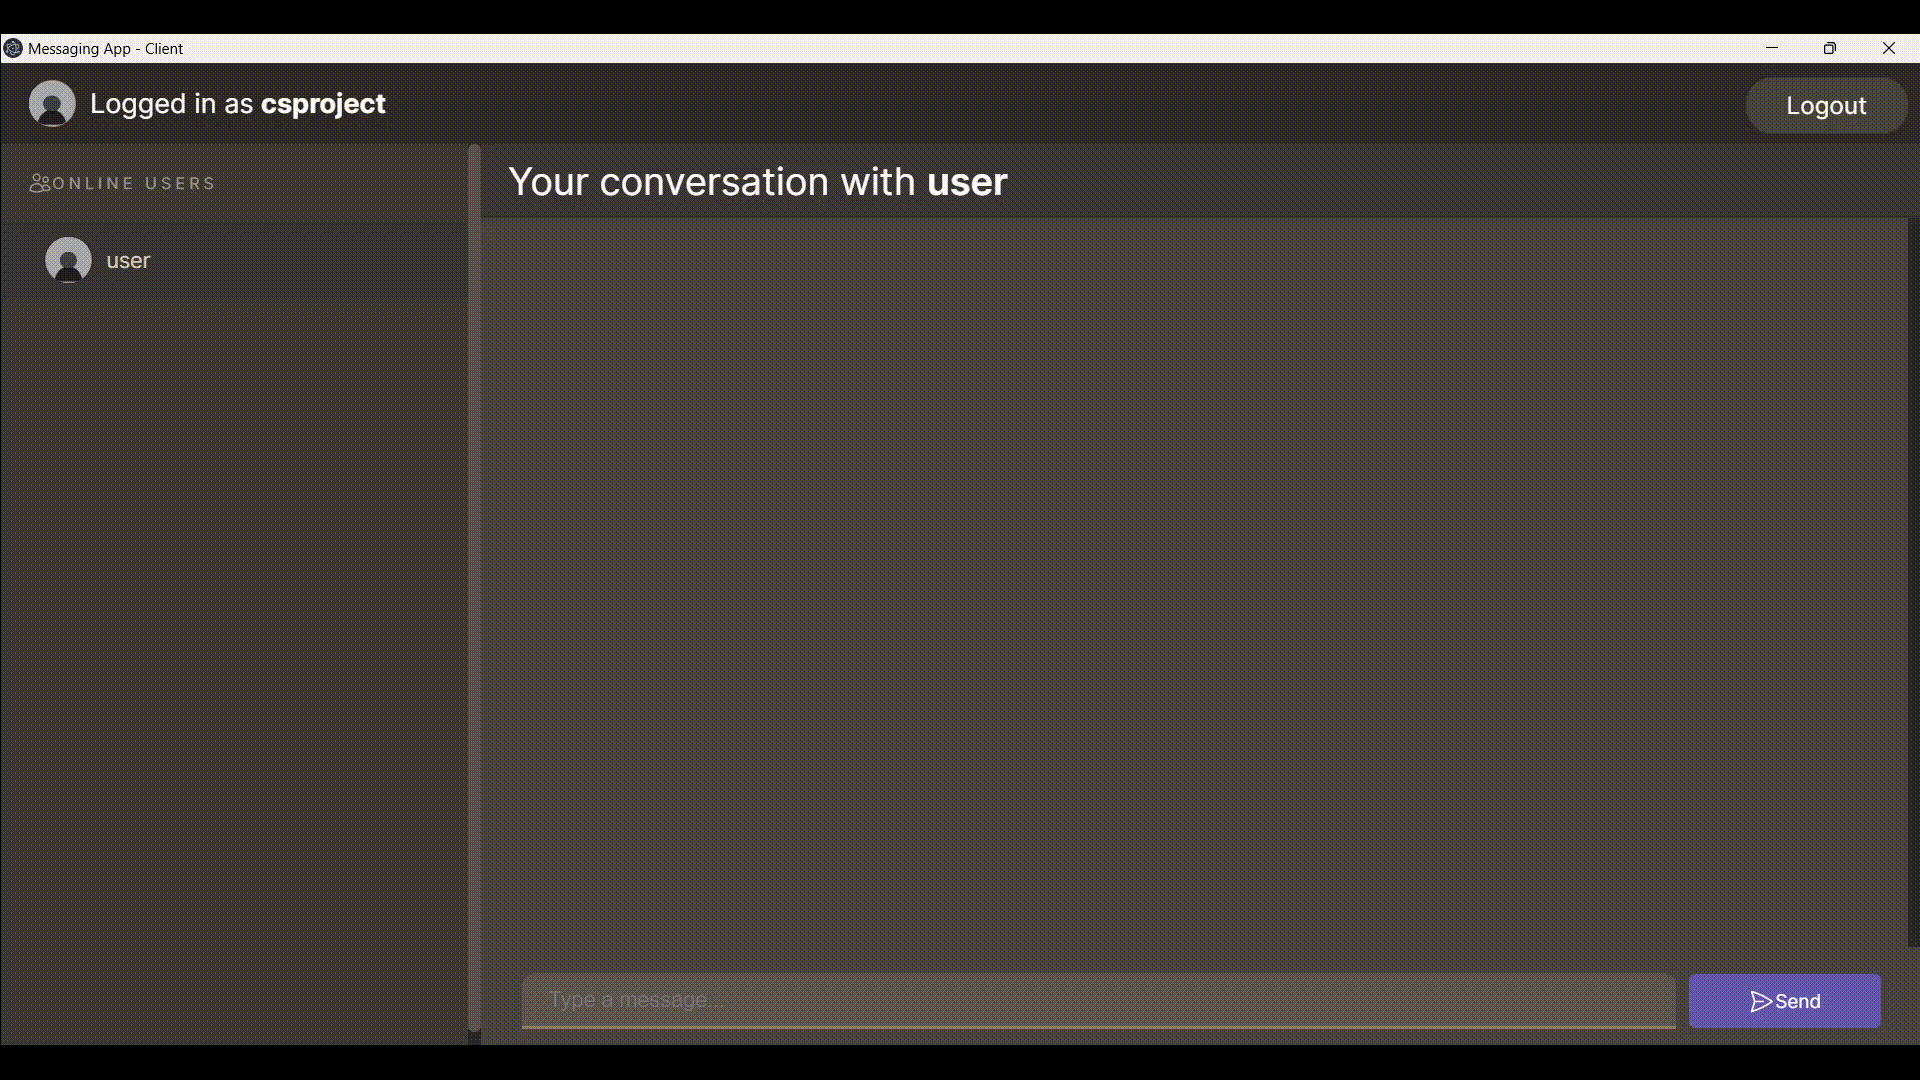 Messaging App - Client
Logged in as csproject
Logout
ONLINE USERS
Your conversation with user
user
Type a message...
Send